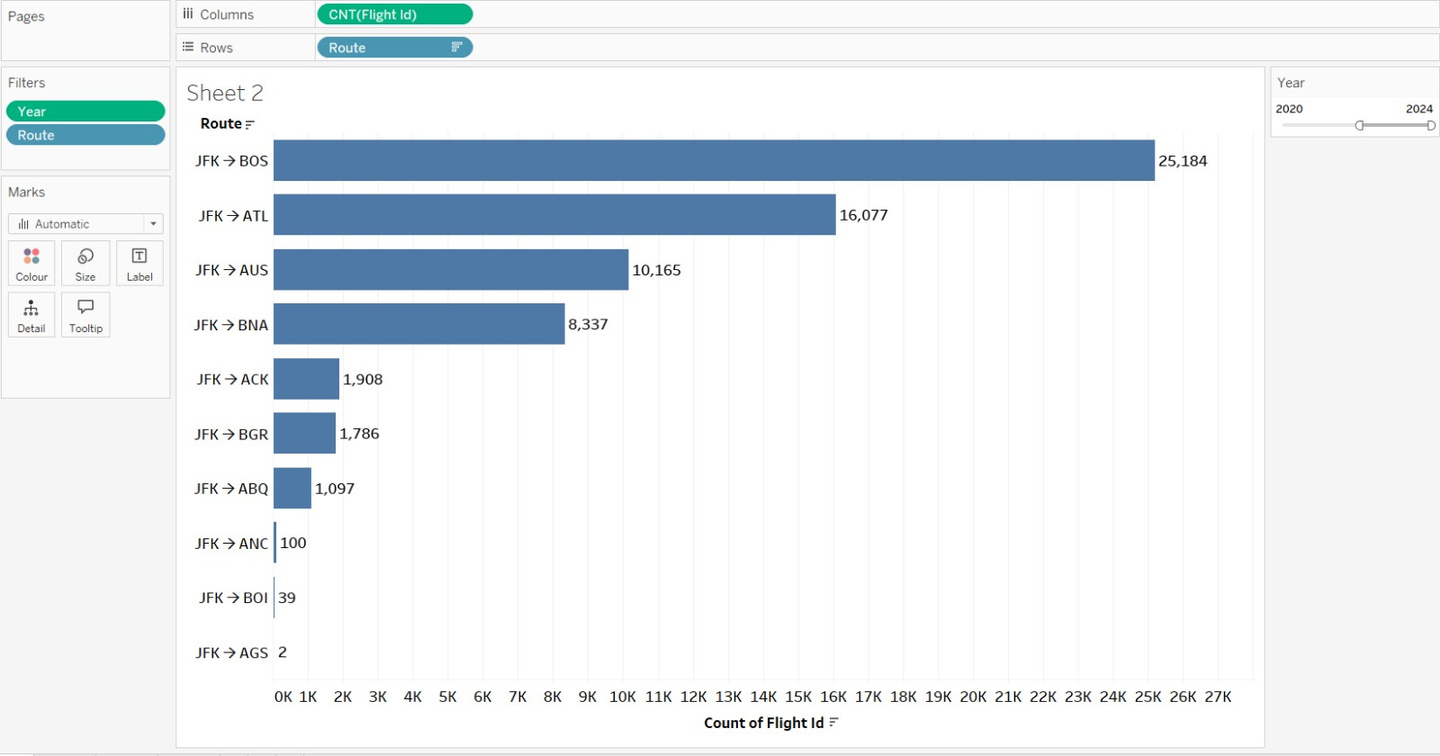 Pages
Columns
CNT(Flight Id)
Rows
Route
Filters
Year
Route
Marks
Automatic
Colour
Size
Label
Detail
Tooltip
Sheet 2
Route
JFK → BOS 25,184
JFK → ATL 16,077
JFK → AUS 10,165
JFK → BNA 8,337
JFK → ACK 1,908
JFK → BGR 1,786
JFK → ABQ 1,097
JFK → ANC 100
JFK → BOI 39
JFK → AGS 2
0K 1K 2K 3K 4K 5K 6K 7K 8K 9K 10K 11K 12K 13K 14K 15K 16K 17K 18K 19K 20K 21K 22K 23K 24K 25K 26K 27K
Count of Flight Id
Year
2020 2024